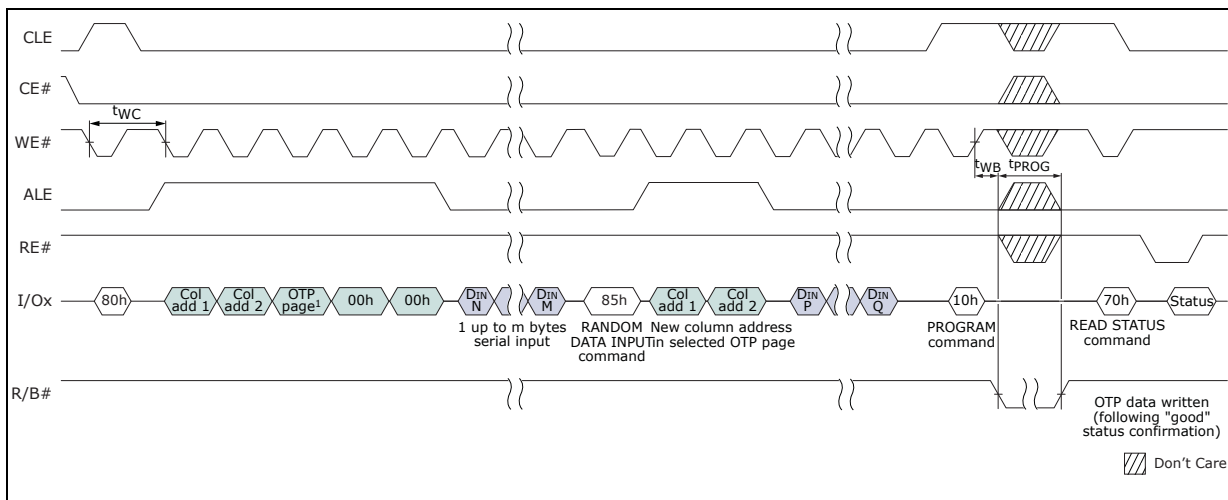 CLE
CE#
tWC
WE#
tWB tPROG
ALE
RE#
I/Ox
80h
Col add 1
Col add 2
OTP page1
00h
00h
DIN N
DIN M
85h
Col add 1
Col add 2
DIN P
DIN Q
10h
70h
Status
1 up to m bytes
serial input
RANDOM
DATA INPUT
command
New column address
in selected OTP page
PROGRAM
command
READ STATUS
command
R/B#
OTP data written
(following "good"
status confirmation)
Don't Care